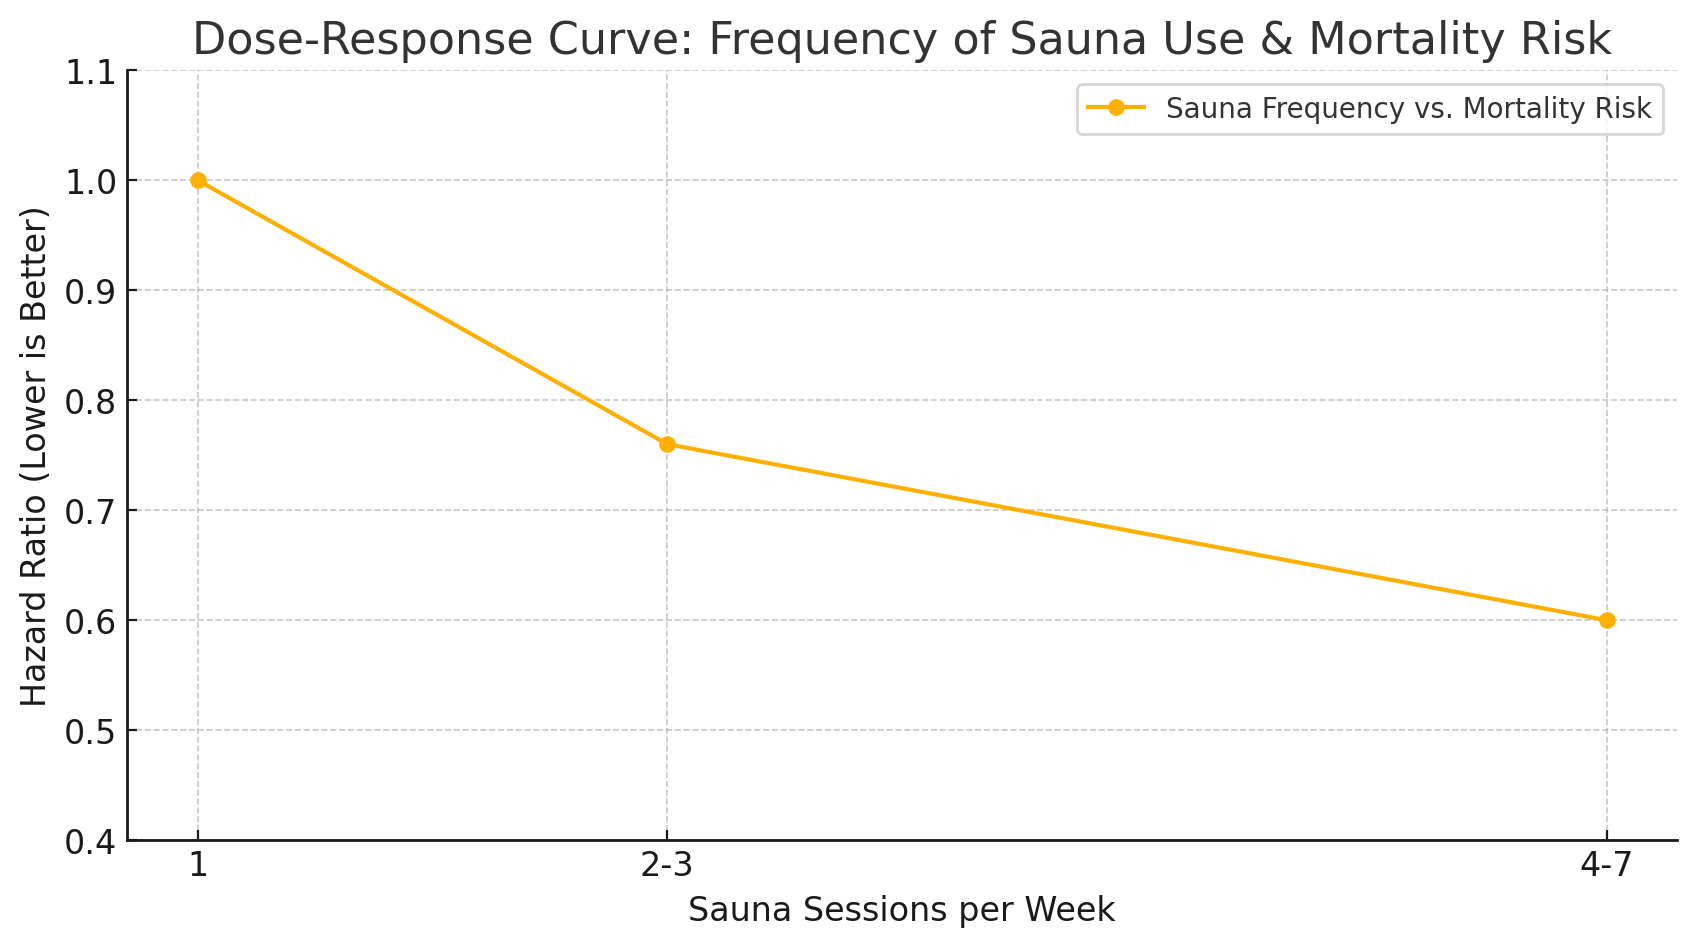 Dose-Response Curve: Frequency of Sauna Use & Mortality Risk
Sauna Frequency vs. Mortality Risk
Hazard Ratio (Lower is Better)
1.1
1.0
0.9
0.8
0.7
0.6
0.5
0.4
1 2-3 4-7
Sauna Sessions per Week